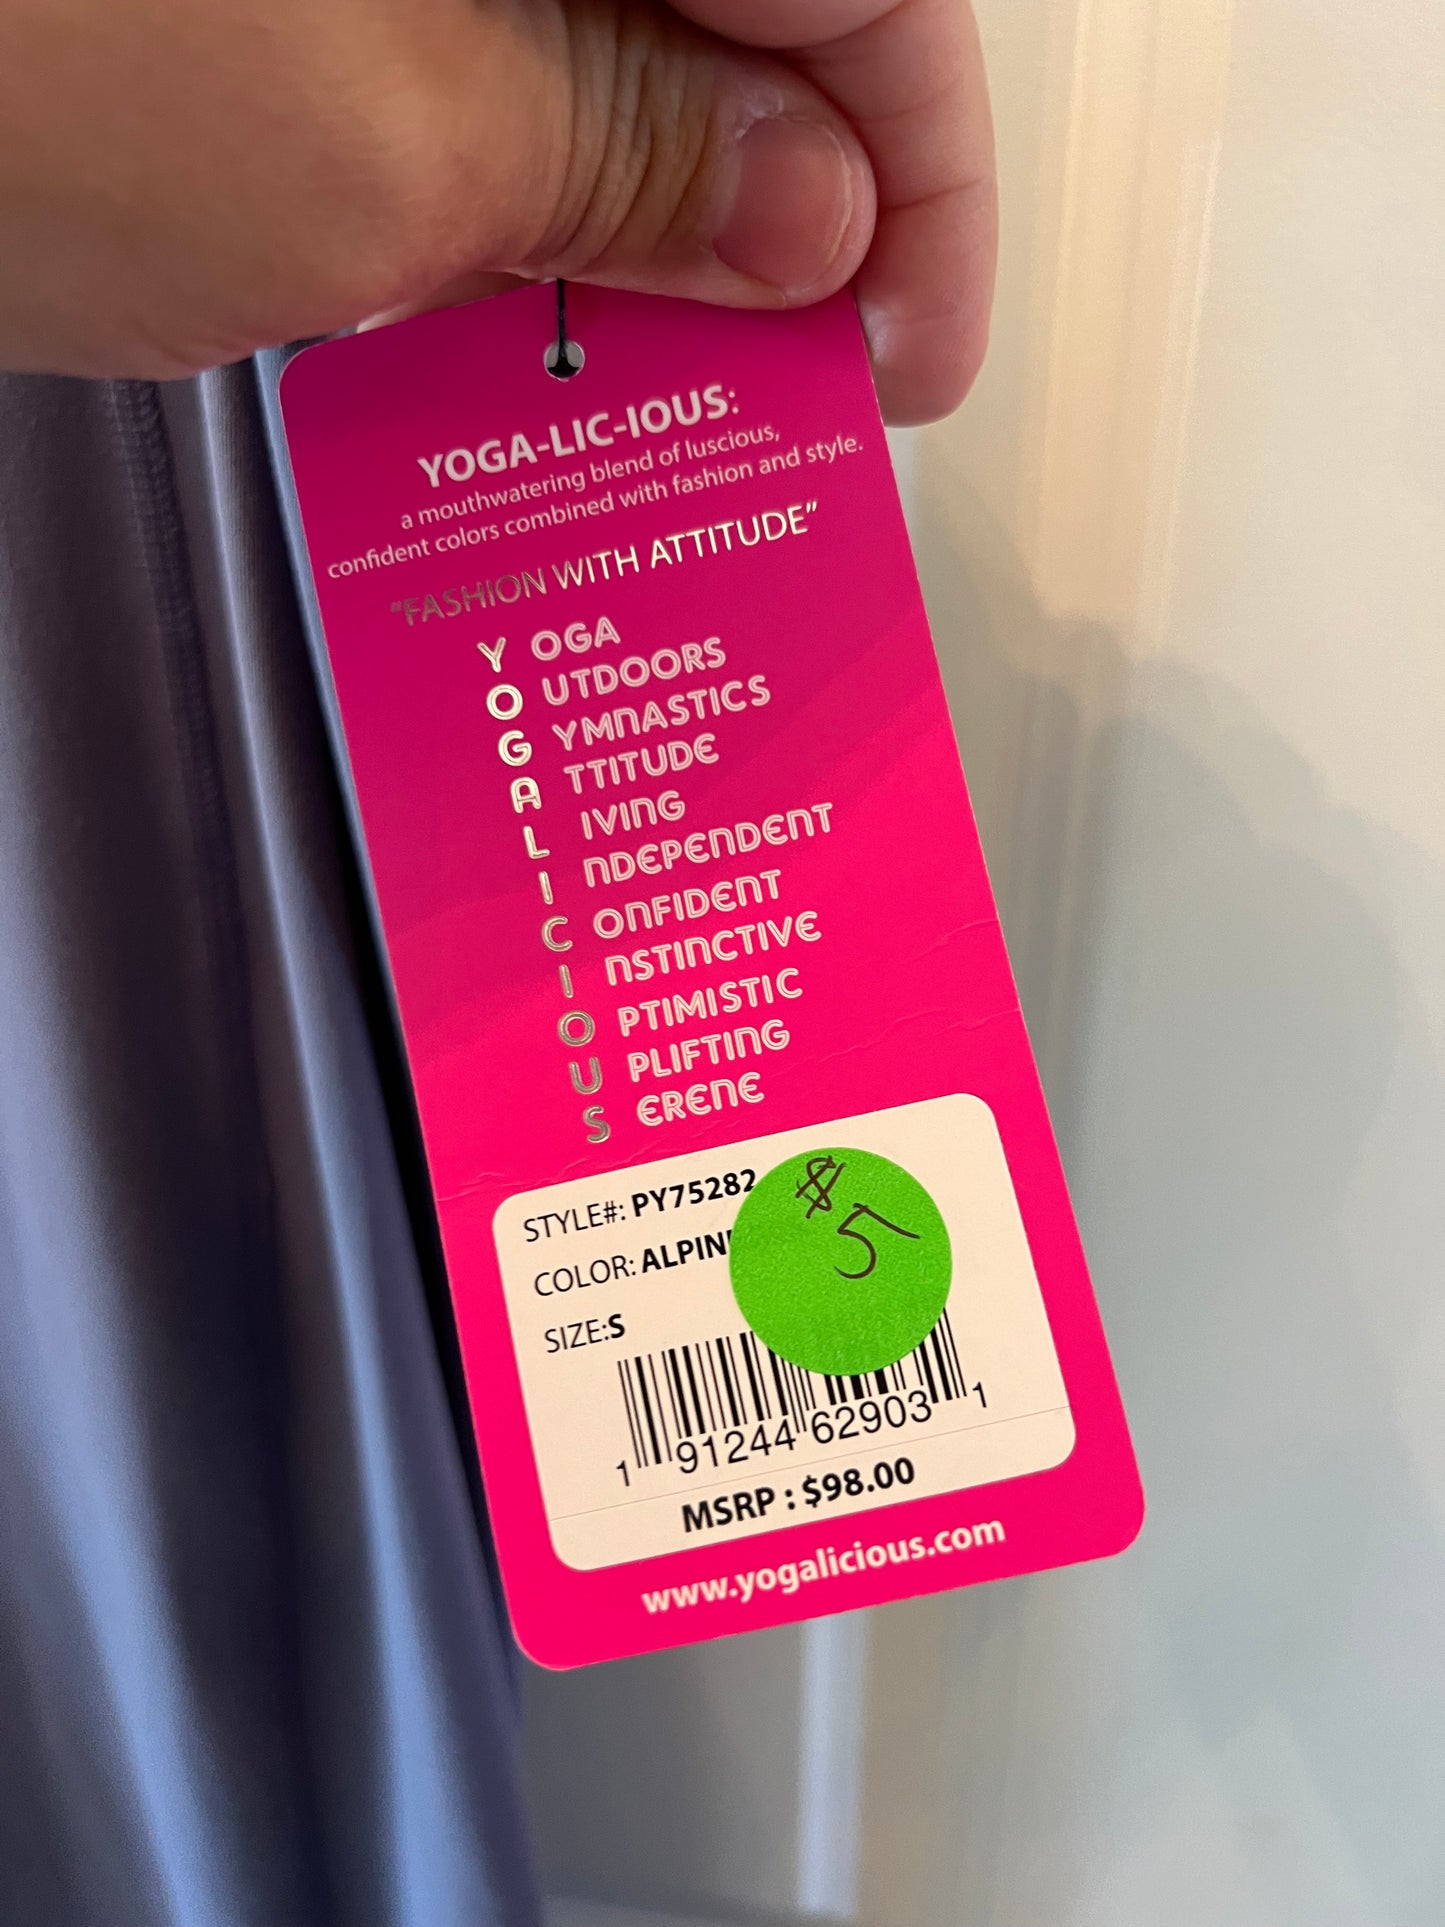 YOGA-LIC-IOUS:
a mouthwatering blend of luscious,
confident colors combined with fashion and style.
"FASHION WITH ATTITUDE"
Y OGA
O UTDOORS
G YMNASTICS
A TTITUDE
L IVING
I NDEPENDENT
C ONFIDENT
I NSTINCTIVE
O PTIMISTIC
U PLIFTING
S ERENE
STYLE#: PY75282
$5
COLOR:
SIZE:S
1 91244 62903 1
MSRP : $98.00
www.yogalicious.com